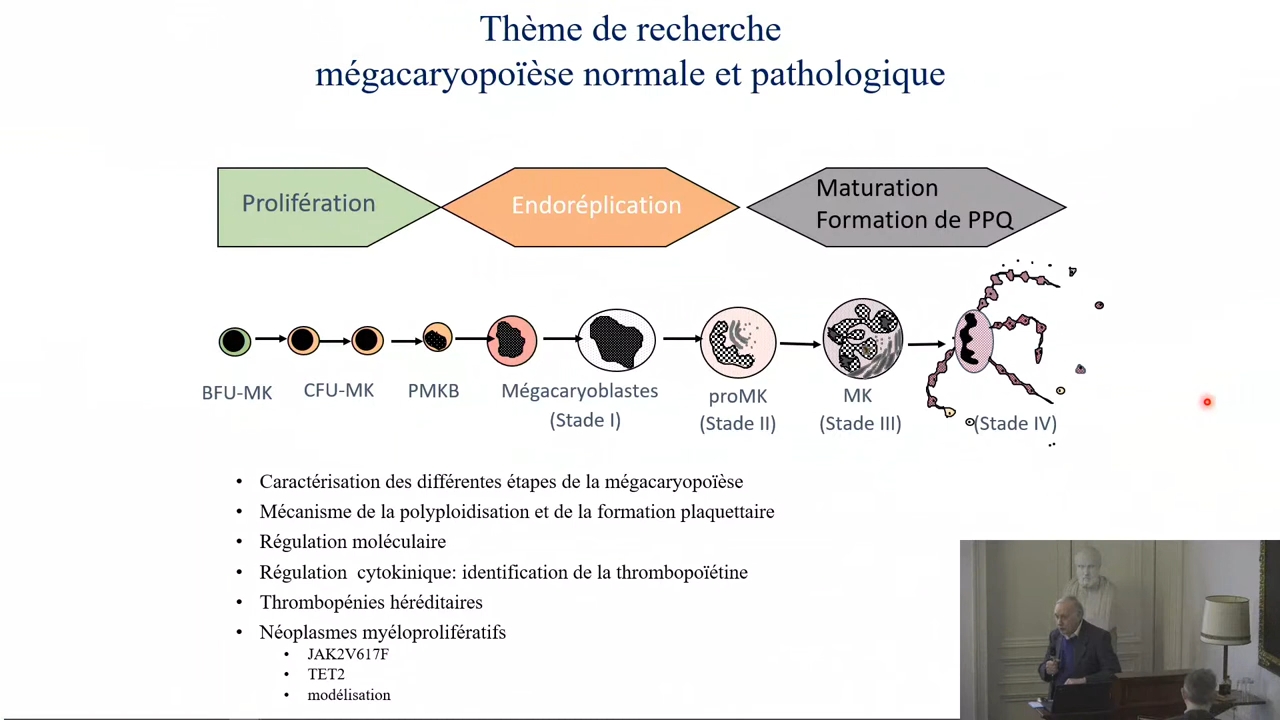 Thème de recherche
mégacaryopoïèse normale et pathologique
Prolifération
Endoréplication
Maturation
Formation de PPQ
BFU-MK
CFU-MK
PMKB
Mégacaryoblastes
(Stade I)
proMK
(Stade II)
MK
(Stade III)
(Stade IV)
• Caractérisation des différentes étapes de la mégacaryopoïèse
• Mécanisme de la polyploidisation et de la formation plaquettaire
• Régulation moléculaire
• Régulation cytokinique: identification de la thrombopoïétine
• Thrombopénies héréditaires
• Néoplasmes myéloprolifératifs
• JAK2V617F
• TET2
• modélisation